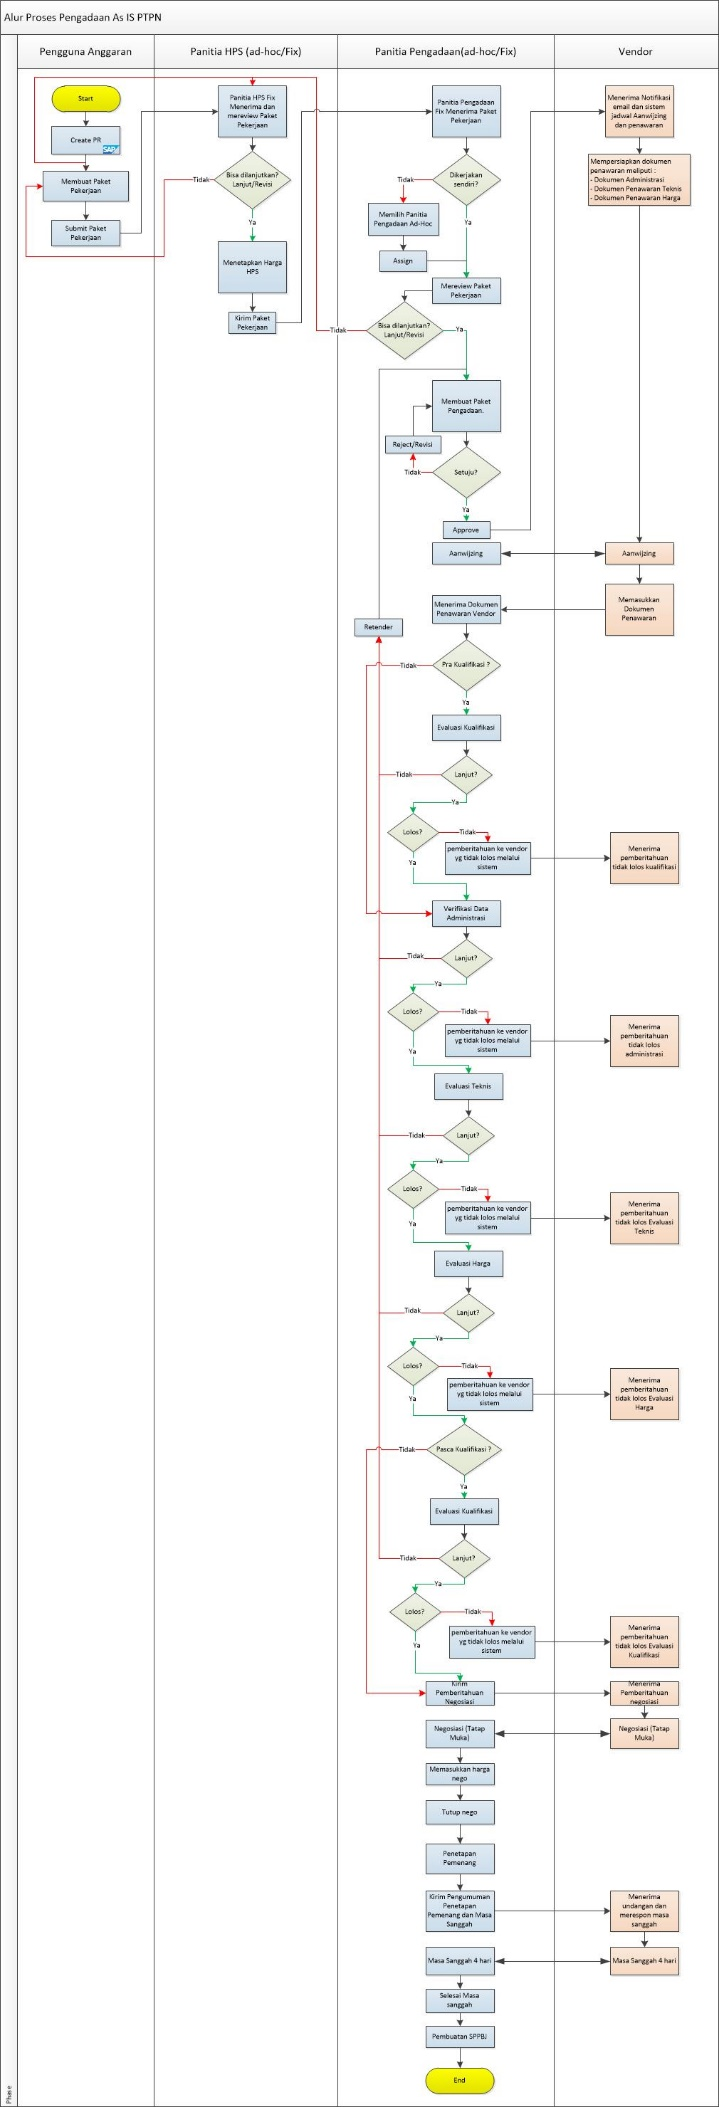 Alur Proses Pengadaan As IS PTPN
Pengguna Anggaran
Panitia HPS (ad-hoc/Fix)
Panitia Pengadaan(ad-hoc/Fix)
Vendor
Start
Create PR
SAP
Membuat Paket
Pekerjaan
Submit Paket
Pekerjaan
Panitia HPS Fix
Menerima dan
mereview Paket
Pekerjaan
Tidak
Bisa dilanjutkan?
Lanjut/Revisi
Ya
Menetapkan Harga
HPS
Kirim Paket
Pekerjaan
Panitia Pengadaan
Fix Menerima Paket
Pekerjaan
Tidak
Dikerjakan
sendiri?
Ya
Memilih Panitia
Pengadaan Ad-Hoc
Assign
Mereview Paket
Pekerjaan
Tidak
Bisa dilanjutkan?
Lanjut/Revisi
Ya
Membuat Paket
Pengadaan.
Reject/Revisi
Tidak
Setuju?
Ya
Approve
Menerima Notifikasi
email dan sistem
jadwal Aanwijzing
dan penawaran
Mempersiapkan dokumen
penawaran meliputi :
- Dokumen Administrasi
- Dokumen Penawaran Teknis
- Dokumen Penawaran Harga
Aanwijzing
Aanwijzing
Memasukkan
Dokumen
Penawaran
Menerima Dokumen
Penawaran Vendor
Retender
Tidak
Pra Kualifikasi ?
Ya
Evaluasi Kualifikasi
Tidak
Lanjut?
Ya
Lolos?
Tidak
Ya
pemberitahuan ke vendor
yg tidak lolos melalui
sistem
Menerima
pemberitahuan
tidak lolos kualifikasi
Verifikasi Data
Administrasi
Tidak
Lanjut?
Ya
Lolos?
Tidak
Ya
pemberitahuan ke vendor
yg tidak lolos melalui
sistem
Menerima
pemberitahuan
tidak lolos
administrasi
Evaluasi Teknis
Tidak
Lanjut?
Ya
Lolos?
Tidak
Ya
pemberitahuan ke vendor
yg tidak lolos melalui
sistem
Menerima
pemberitahuan
tidak lolos Evaluasi
Teknis
Evaluasi Harga
Tidak
Lanjut?
Ya
Lolos?
Tidak
Ya
pemberitahuan ke vendor
yg tidak lolos melalui
sistem
Menerima
pemberitahuan
tidak lolos Evaluasi
Harga
Tidak
Pasca Kualifikasi ?
Ya
Evaluasi Kualifikasi
Tidak
Lanjut?
Ya
Lolos?
Tidak
Ya
pemberitahuan ke vendor
yg tidak lolos melalui
sistem
Menerima
pemberitahuan
tidak lolos Evaluasi
Kualifikasi
Kirim
Pemberitahuan
Negosiasi
Menerima
Pemberitahuan
negosiasi
Negosiasi (Tatap
Muka)
Negosiasi (Tatap
Muka)
Memasukkan harga
nego
Tutup nego
Penetapan
Pemenang
Kirim Pengumuman
Penetapan
Pemenang dan Masa
Sanggah
Menerima
undangan dan
merespon masa
sanggah
Masa Sanggah 4 hari
Masa Sanggah 4 hari
Selesai Masa
sanggah
Pembuatan SPPBJ
End
Phase